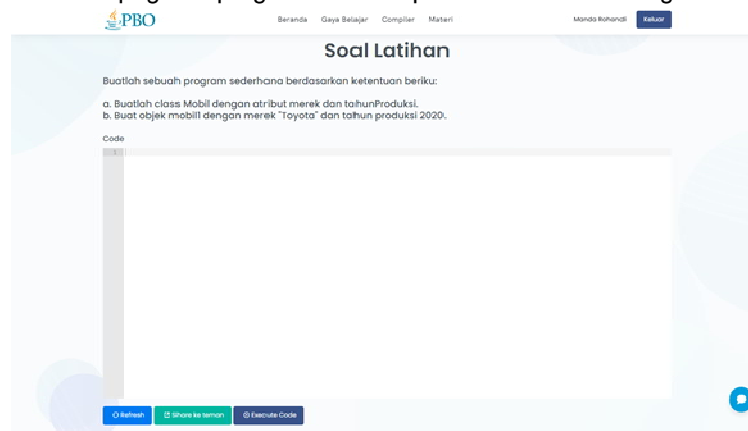 PBO
Beranda Gaya Belajar Compiler Materi
Manda Rohandi
Keluar
Soal Latihan
Buatlah sebuah program sederhana berdasarkan ketentuan beriku:
a. Buatlah class Mobil dengan atribut merek dan tahunProduksi.
b. Buat objek mobil1 dengan merek "Toyota" dan tahun produksi 2020.
Code
1
Refresh
Share ke teman
Execute Code